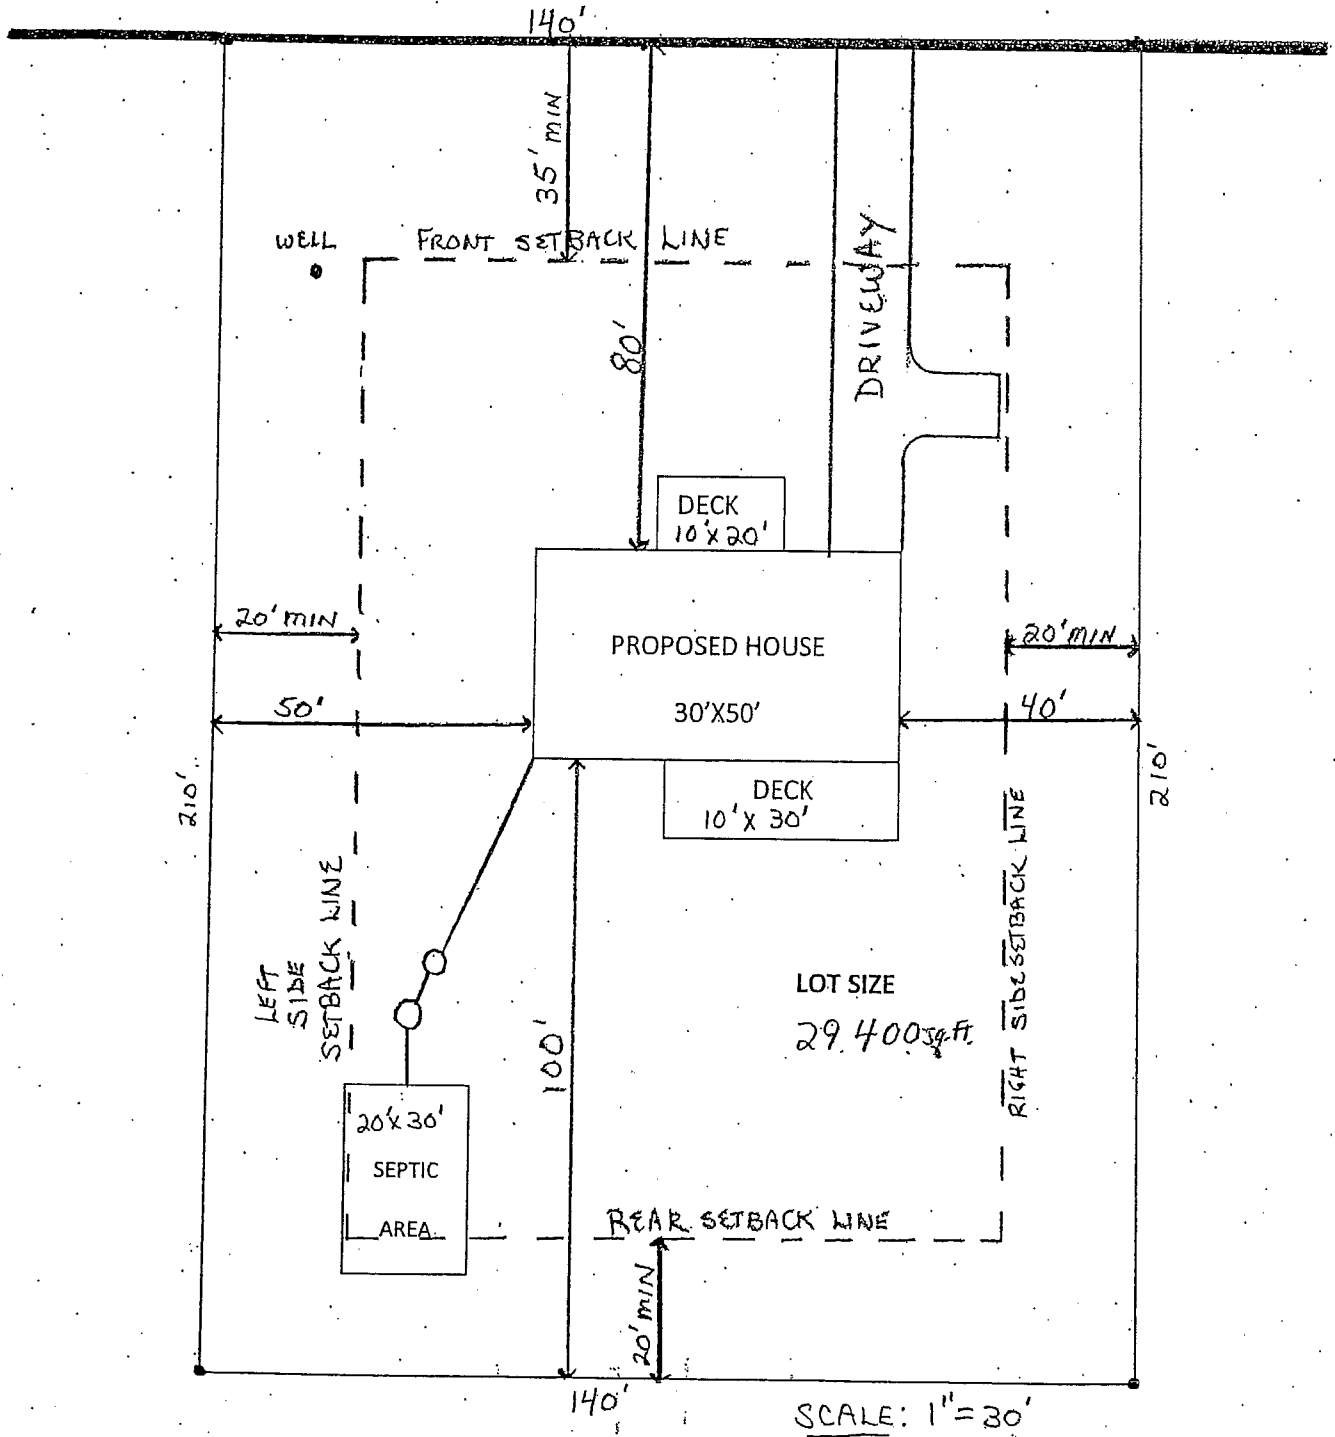 140'
35' MIN
WELL
FRONT SETBACK LINE
80'
DRIVEWAY
DECK
10'X20'
20' MIN
PROPOSED HOUSE
20' MIN
30'X50'
50'
40'
210'
210'
DECK
10'X 30'
LEFT
SIDE
SETBACK LINE
RIGHT SIDE SETBACK LINE
LOT SIZE
29.400 sq.ft.
100'
20'X30'
SEPTIC
AREA
REAR SETBACK LINE
20' MIN
140'
SCALE: 1"=30'